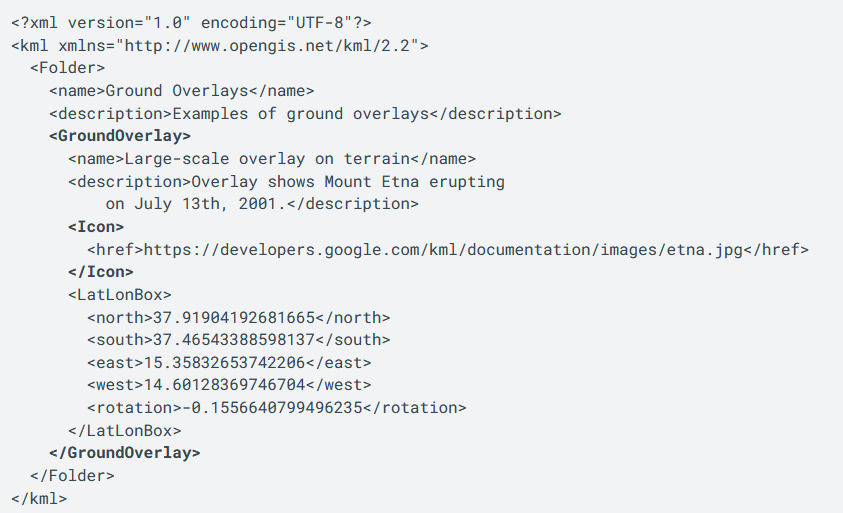 <?xml version="1.0" encoding="UTF-8"?>
<kml xmlns="http://www.opengis.net/kml/2.2">
  <Folder>
    <name>Ground Overlays</name>
    <description>Examples of ground overlays</description>
    <GroundOverlay>
      <name>Large-scale overlay on terrain</name>
      <description>Overlay shows Mount Etna erupting
          on July 13th, 2001.</description>
      <Icon>
        <href>https://developers.google.com/kml/documentation/images/etna.jpg</href>
      </Icon>
      <LatLonBox>
        <north>37.91904192681665</north>
        <south>37.46543388598137</south>
        <east>15.35832653742206</east>
        <west>14.60128369746704</west>
        <rotation>-0.1556640799496235</rotation>
      </LatLonBox>
    </GroundOverlay>
  </Folder>
</kml>